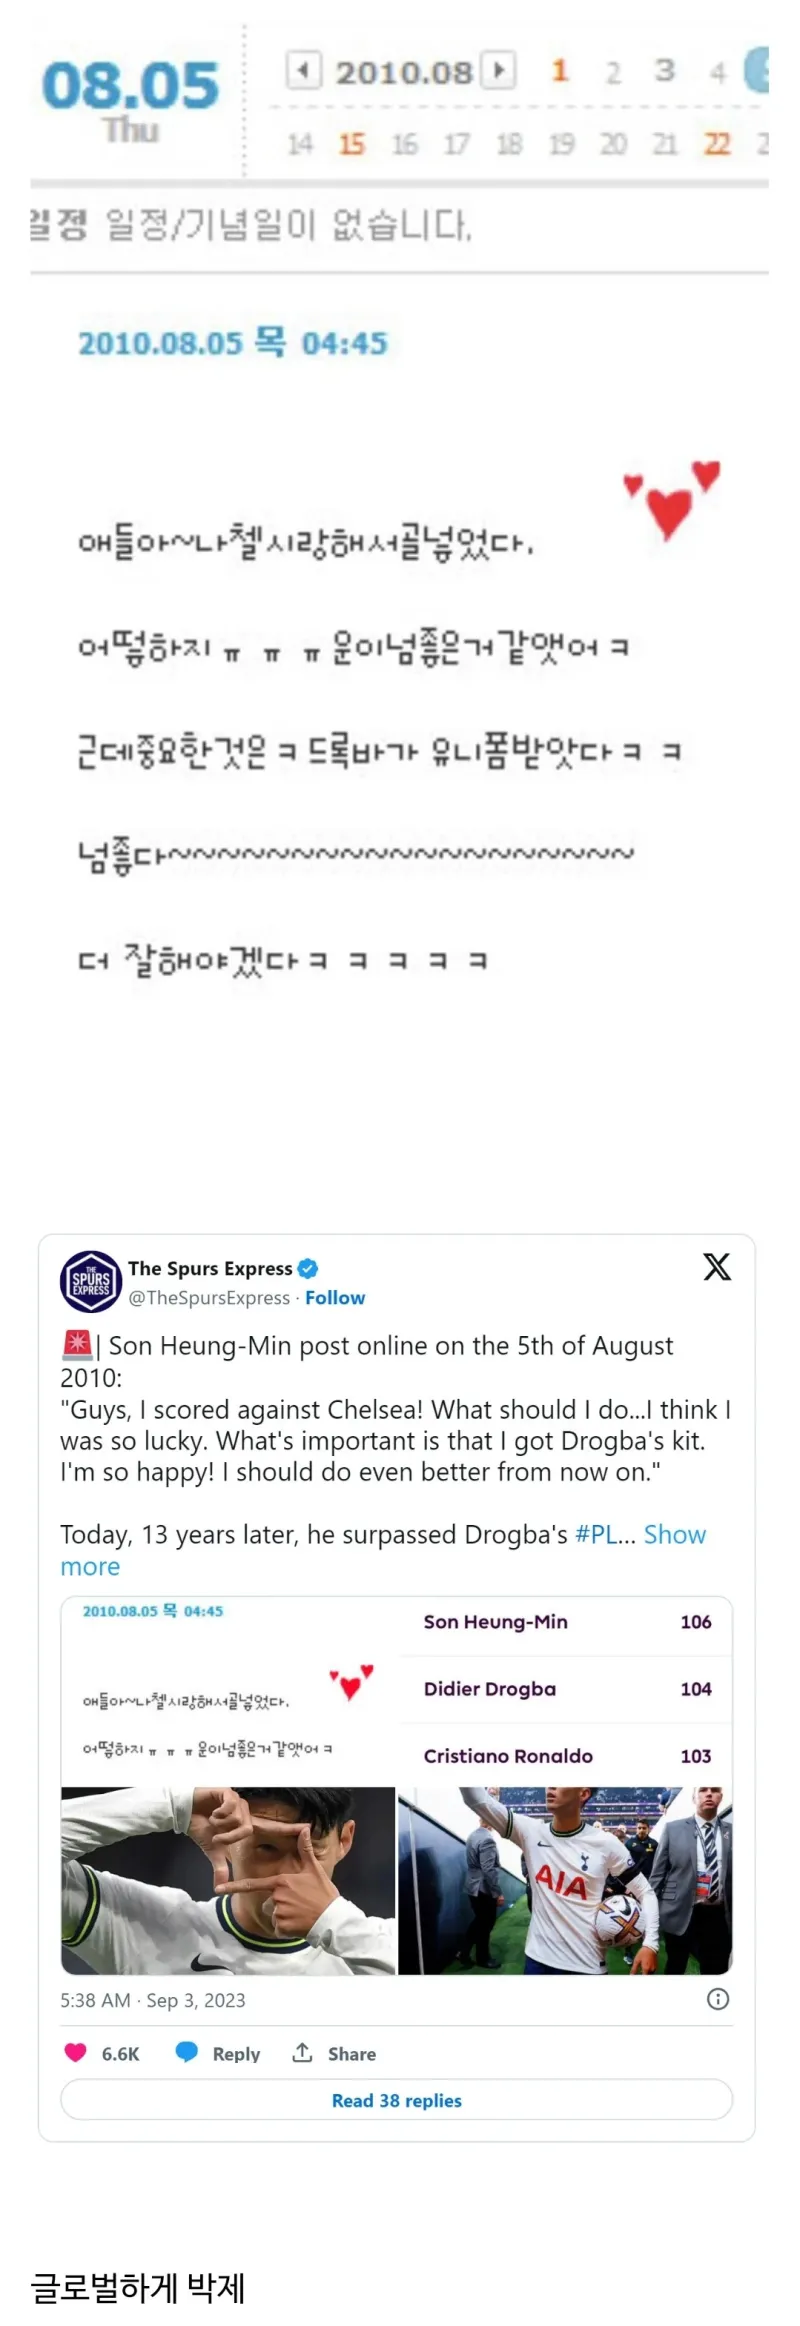 08.05
Thu
2010.08 1 2 3 4 5
14 15 16 17 18 19 20 21 22
일정 일정/기념일이 없습니다.
2010.08.05 목 04:45
애들아~나첼시랑해서골넣었다.
어떻하지ㅠ ㅠ ㅠ운이넘좋은거같앳어ㅋ
근데중요한것은ㅋ드록바가 유니폼받앗다ㅋ ㅋ
넘좋다~~~~~~~~~~~~~~~~~~~
더 잘해야겠다ㅋ ㅋ ㅋ ㅋ ㅋ
THE SPURS EXPRESS
The Spurs Express
@TheSpursExpress · Follow
🚨| Son Heung-Min post online on the 5th of August
2010:
"Guys, I scored against Chelsea! What should I do...I think I
was so lucky. What's important is that I got Drogba's kit.
I'm so happy! I should do even better from now on."
Today, 13 years later, he surpassed Drogba's #PL... Show
more
2010.08.05 목 04:45
애들아~나첼시랑해서골넣었다.
어떻하지ㅠ ㅠ ㅠ운이넘좋은거같앳어ㅋ
Son Heung-Min 106
Didier Drogba 104
Cristiano Ronaldo 103
AIA
5:38 AM · Sep 3, 2023
6.6K Reply Share
Read 38 replies
글로벌하게 박제